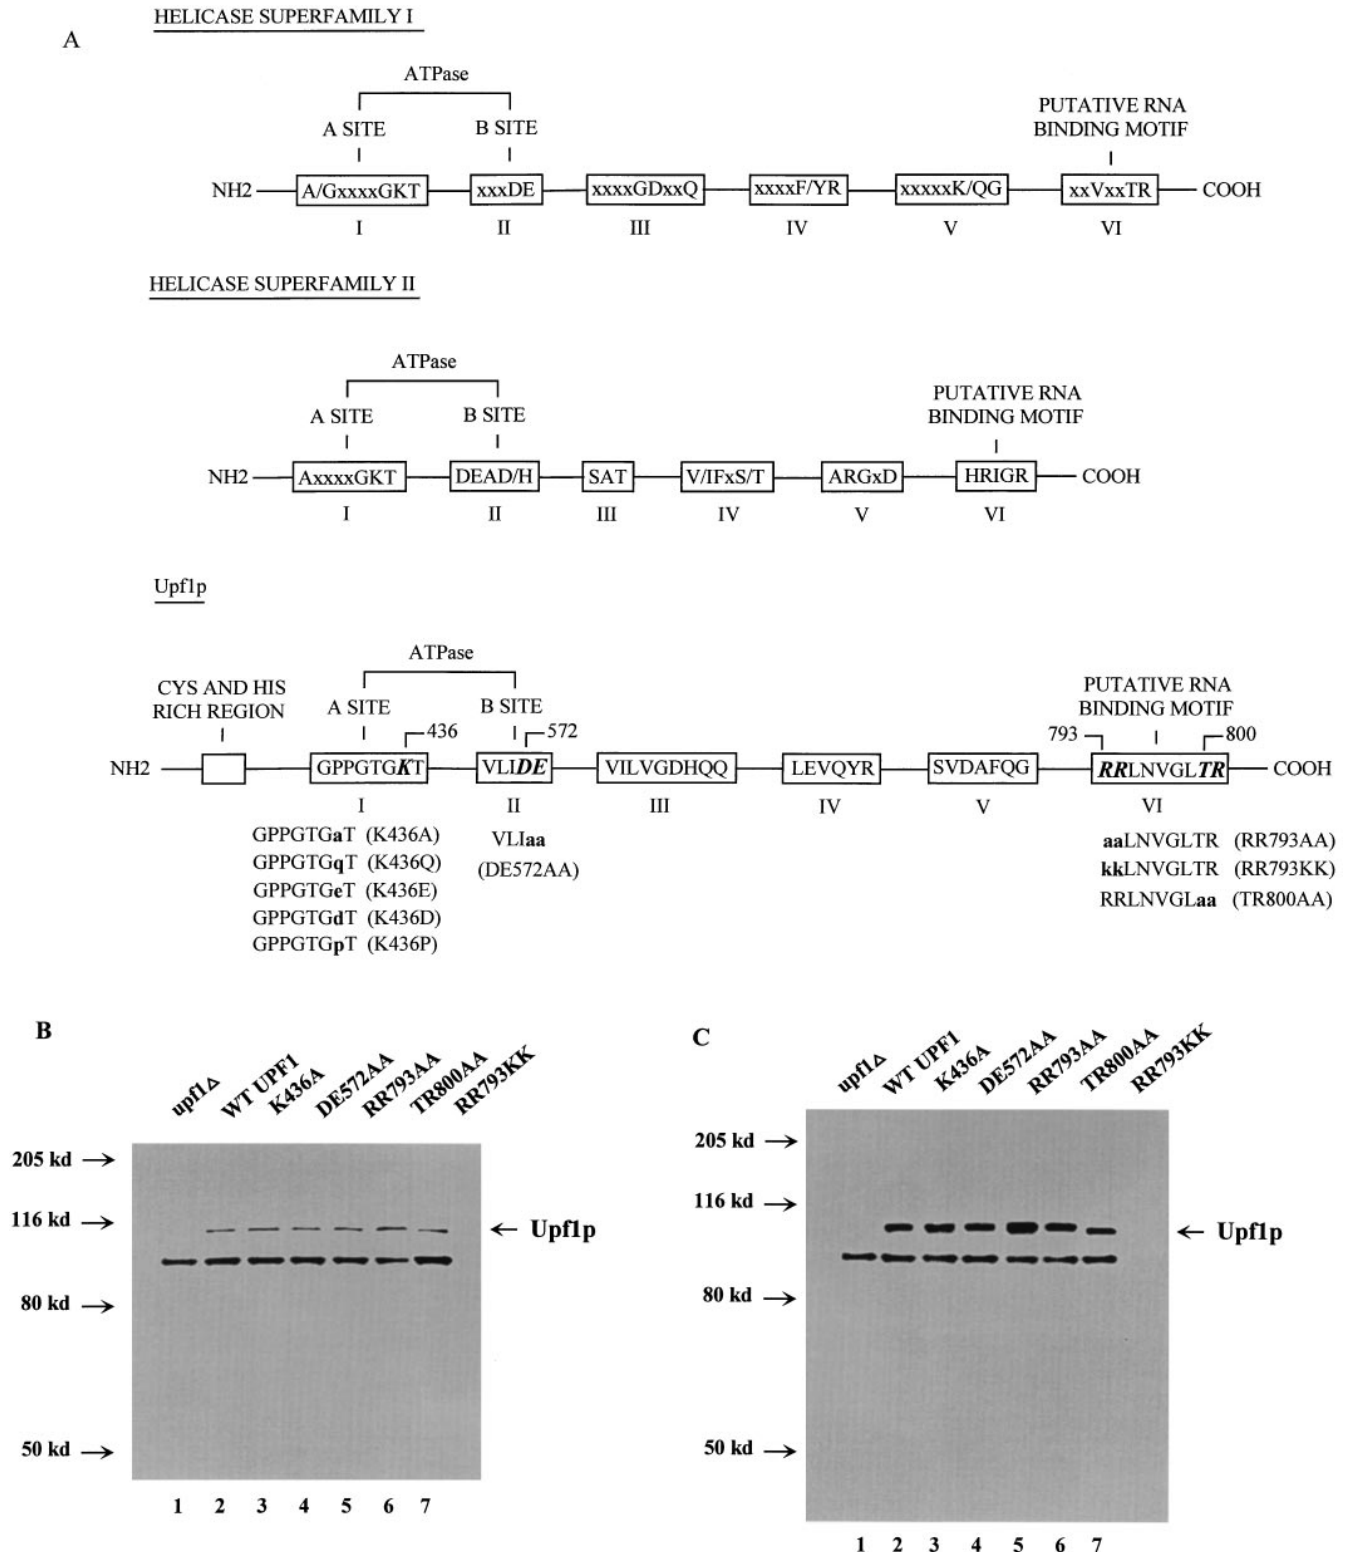 HELICASE SUPERFAMILY I
A
ATPase
A SITE
B SITE
PUTATIVE RNA
BINDING MOTIF
NH2
A/GxxxxGKT
xxxDE
xxxxGDxxQ
xxxxF/YR
xxxxxK/QG
xxVxxTR
COOH
I
II
III
IV
V
VI
HELICASE SUPERFAMILY II
ATPase
A SITE
B SITE
PUTATIVE RNA
BINDING MOTIF
NH2
AxxxxGKT
DEAD/H
SAT
V/IFxS/T
ARGxD
HRIGR
COOH
I
II
III
IV
V
VI
Upf1p
ATPase
CYS AND HIS
RICH REGION
A SITE
B SITE
PUTATIVE RNA
BINDING MOTIF
436
572
793
800
NH2
GPPGTGKT
VLIDE
VILVGDHQQ
LEVQYR
SVDAFQG
RRLNVGLTR
COOH
I
II
III
IV
V
VI
GPPGTGaT (K436A)
GPPGTGqT (K436Q)
GPPGTGeT (K436E)
GPPGTGdT (K436D)
GPPGTGpT (K436P)
VLIaa
(DE572AA)
aaLNVGLTR (RR793AA)
kkLNVGLTR (RR793KK)
RRLNVGLaa (TR800AA)
B
upf1Δ
WT UPF1
K436A
DE572AA
RR793AA
TR800AA
RR793KK
205 kd
116 kd
80 kd
50 kd
Upf1p
1 2 3 4 5 6 7
C
upf1Δ
WT UPF1
K436A
DE572AA
RR793AA
TR800AA
RR793KK
205 kd
116 kd
80 kd
50 kd
Upf1p
1 2 3 4 5 6 7